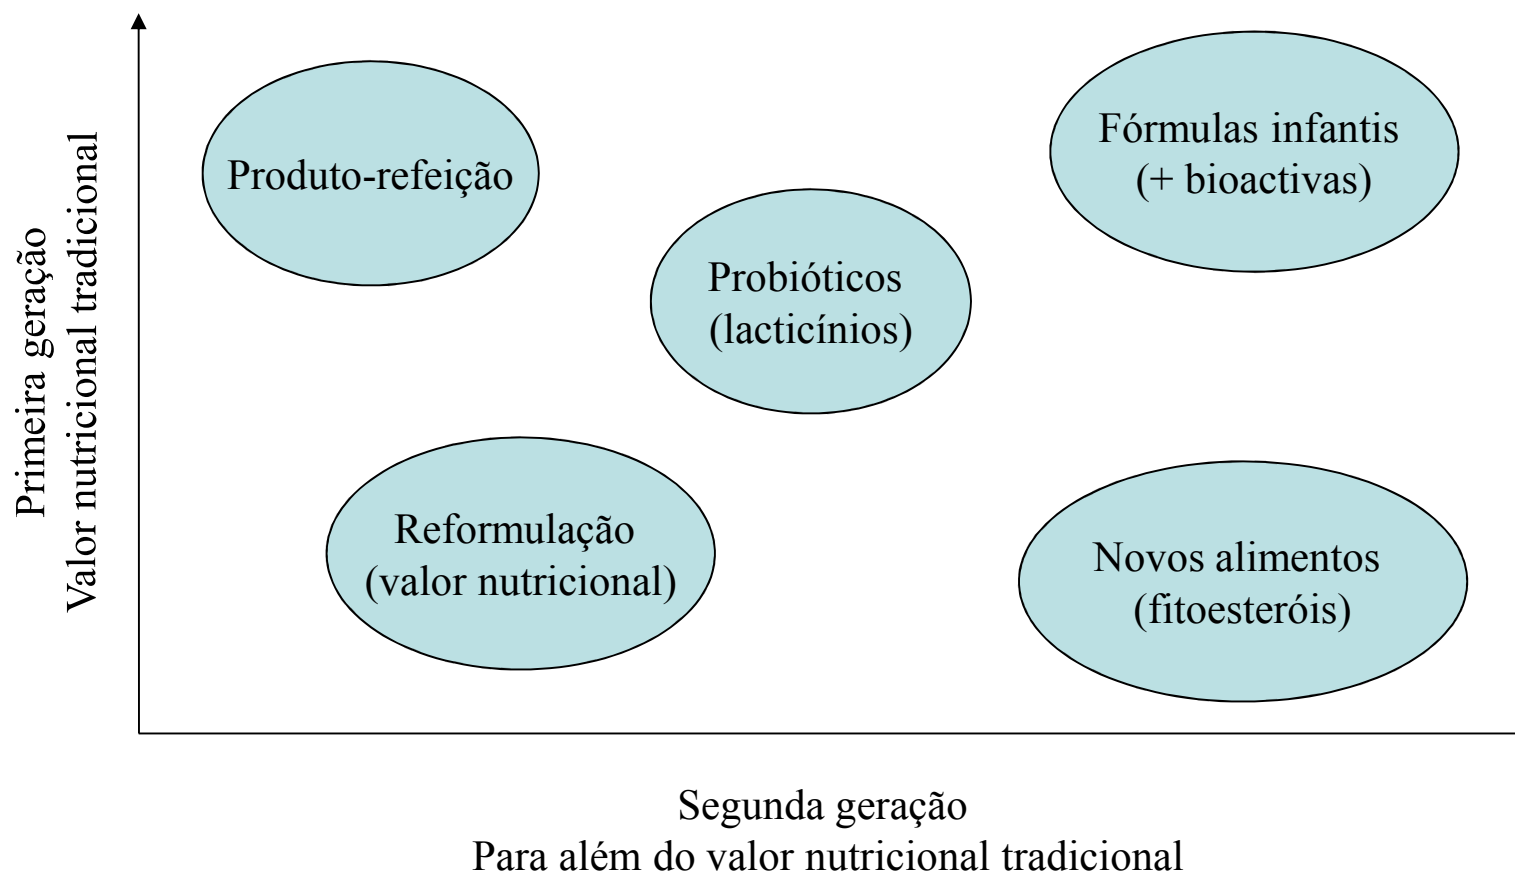 Primeira geração
Valor nutricional tradicional
Produto-refeição
Fórmulas infantis
(+ bioactivas)
Probióticos
(lacticínios)
Reformulação
(valor nutricional)
Novos alimentos
(fitoesteróis)
Segunda geração
Para além do valor nutricional tradicional